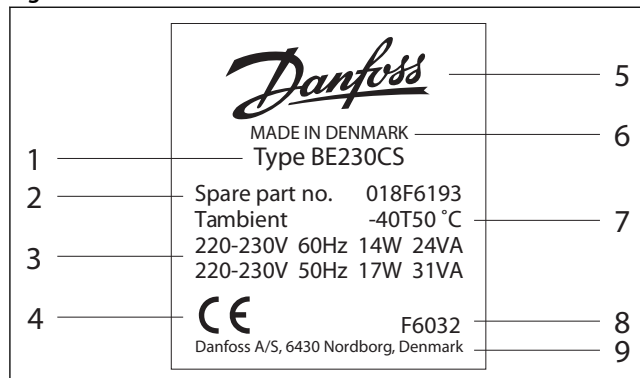 Danfoss
5
MADE IN DENMARK
6
1
Type BE230CS
2
Spare part no. 018F6193
Tambient -40T50 °C
7
3
220-230V 60Hz 14W 24VA
220-230V 50Hz 17W 31VA
4
CE
F6032
8
Danfoss A/S, 6430 Nordborg, Denmark
9